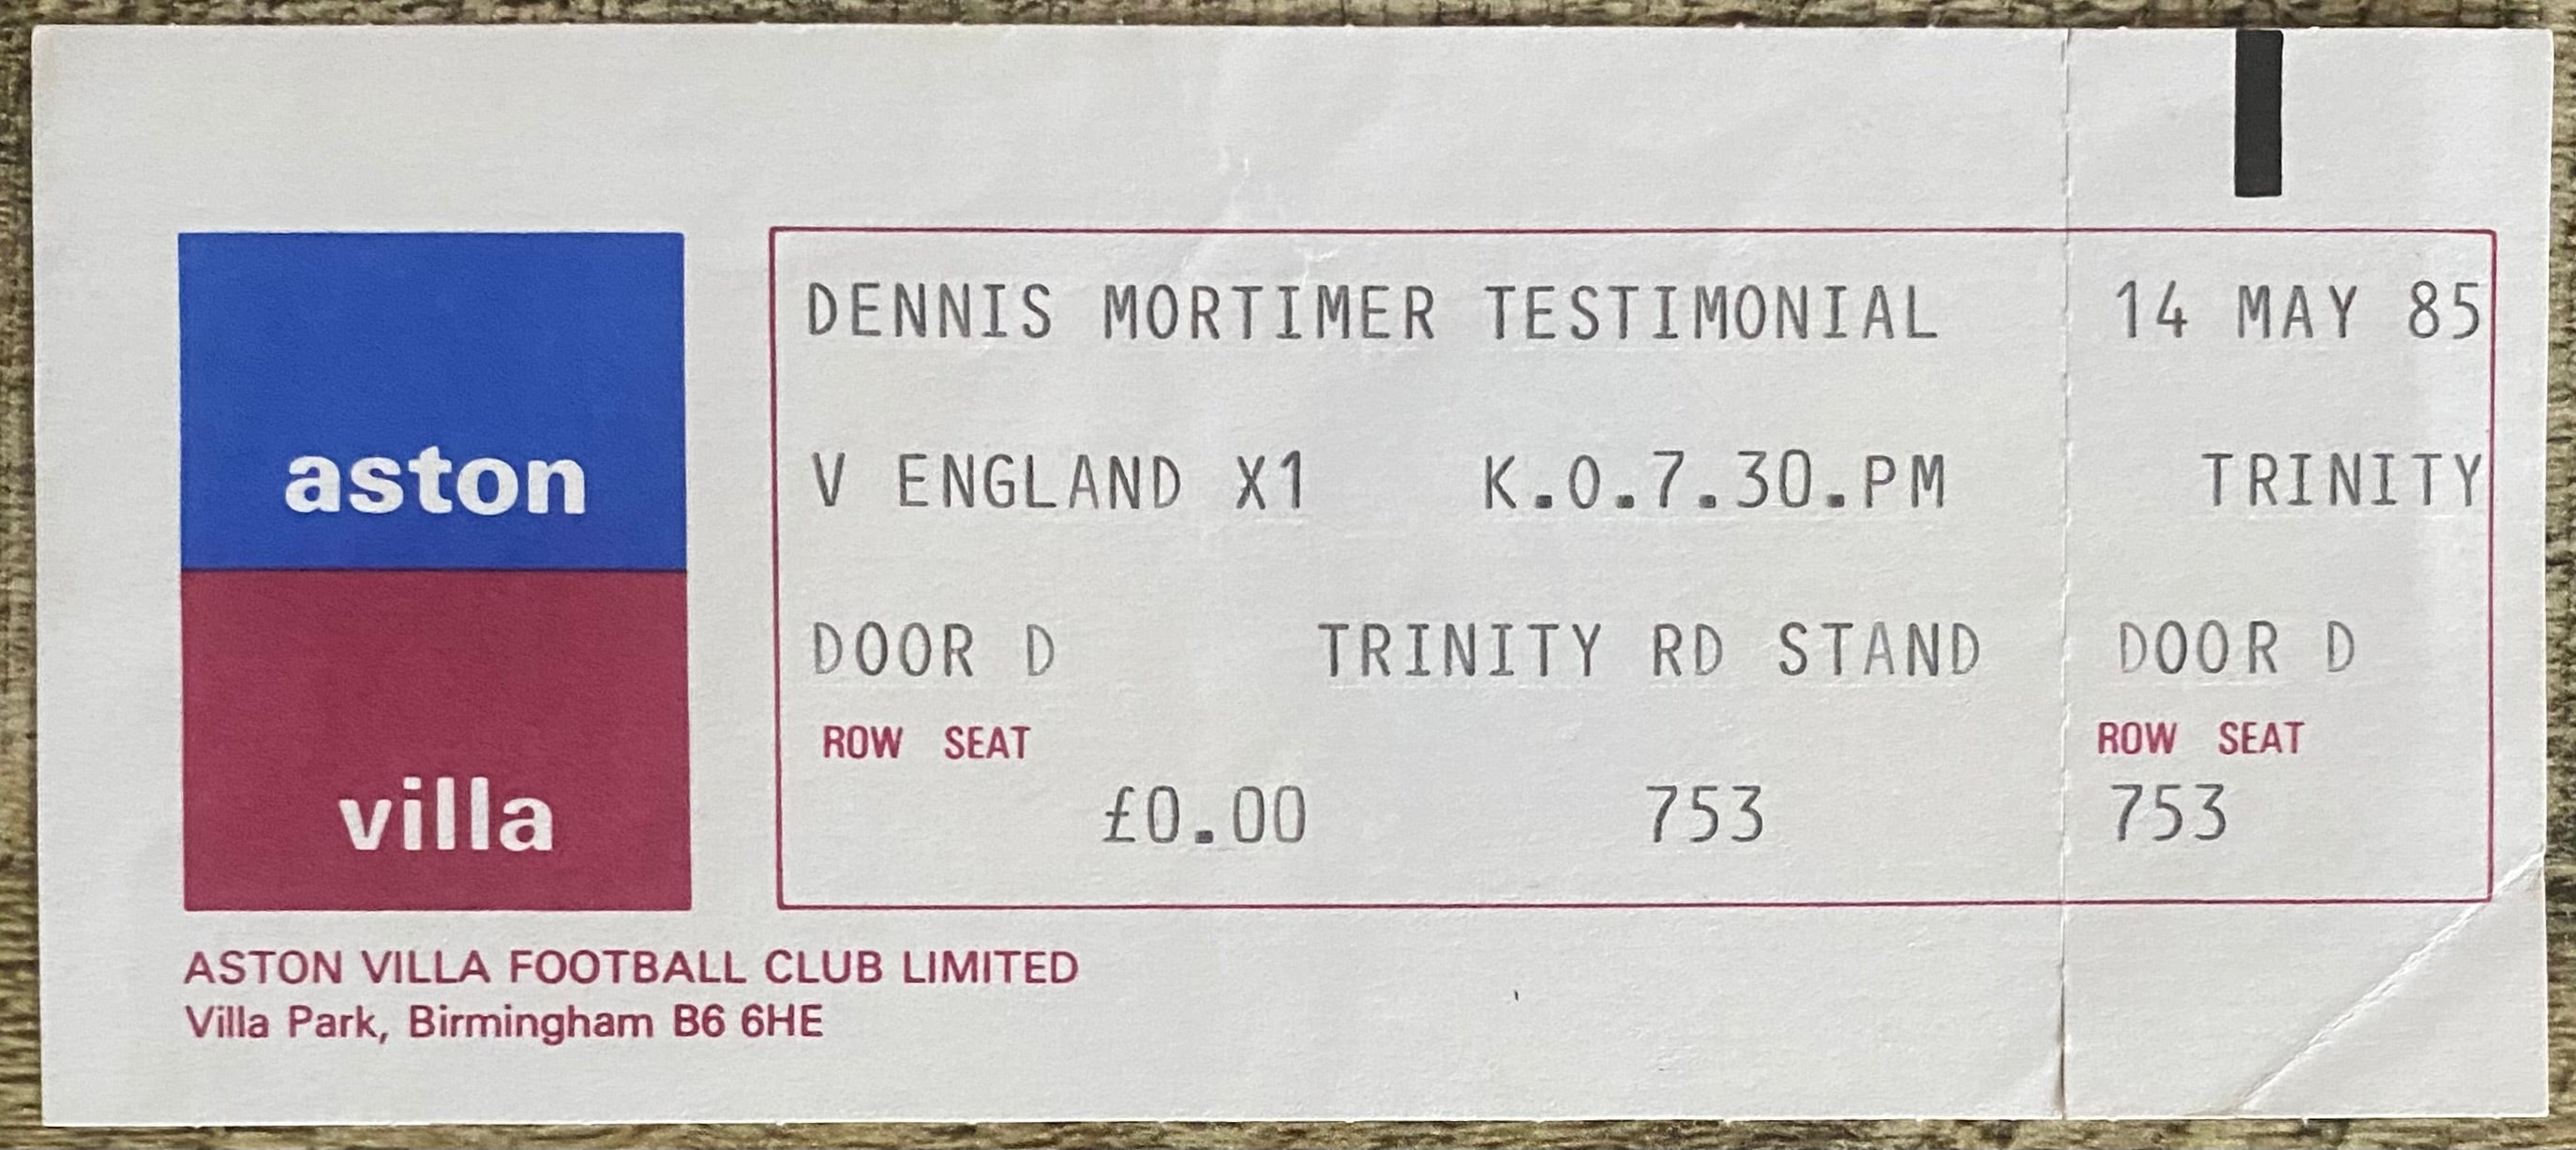 aston
villa
ASTON VILLA FOOTBALL CLUB LIMITED
Villa Park, Birmingham B6 6HE
DENNIS MORTIMER TESTIMONIAL
V ENGLAND X1 K.O.7.30.PM
DOOR D TRINITY RD STAND
ROW SEAT
£0.00 753
14 MAY 85
TRINITY
DOOR D
ROW SEAT
753